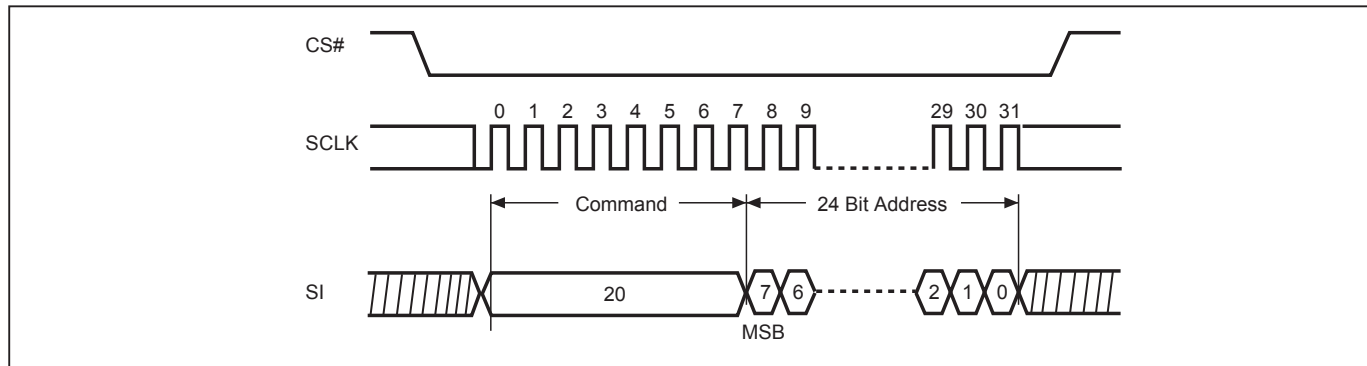 CS#
0 1 2 3 4 5 6 7 8 9 29 30 31
SCLK
Command 24 Bit Address
SI 20 7 6 2 1 0
MSB